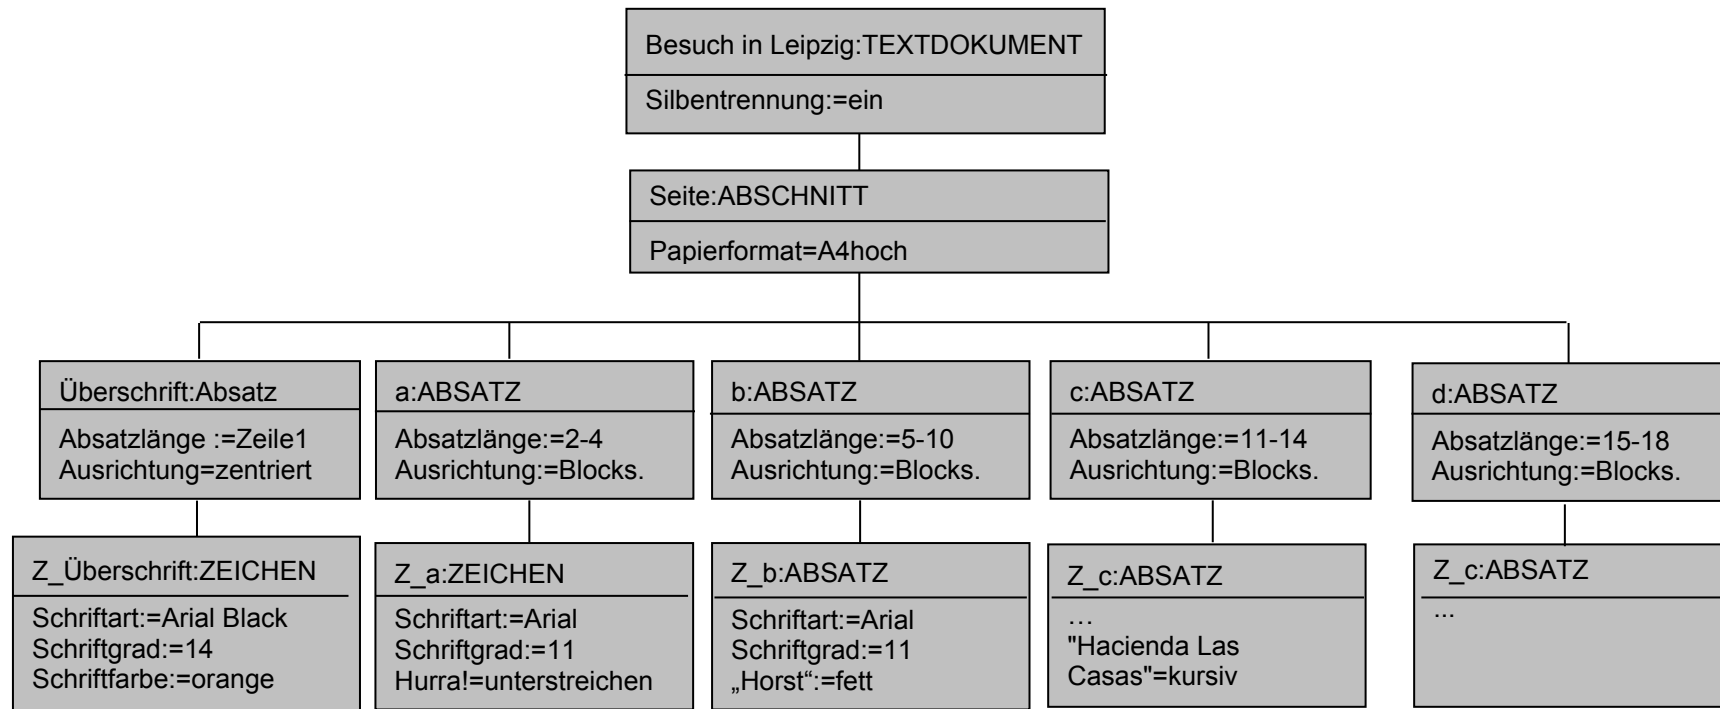 Besuch in Leipzig:TEXTDOKUMENT
Silbentrennung:=ein
Seite:ABSCHNITT
Papierformat=A4hoch
Überschrift:Absatz
Absatzlänge :=Zeile1
Ausrichtung=zentriert
a:ABSATZ
Absatzlänge:=2-4
Ausrichtung:=Blocks.
b:ABSATZ
Absatzlänge:=5-10
Ausrichtung:=Blocks.
c:ABSATZ
Absatzlänge:=11-14
Ausrichtung:=Blocks.
d:ABSATZ
Absatzlänge:=15-18
Ausrichtung:=Blocks.
Z_Überschrift:ZEICHEN
Schriftart:=Arial Black
Schriftgrad:=14
Schriftfarbe:=orange
Z_a:ZEICHEN
Schriftart:=Arial
Schriftgrad:=11
Hurra!=unterstreichen
Z_b:ABSATZ
Schriftart:=Arial
Schriftgrad:=11
„Horst“:=fett
Z_c:ABSATZ
…
"Hacienda Las
Casas"=kursiv
Z_c:ABSATZ
...